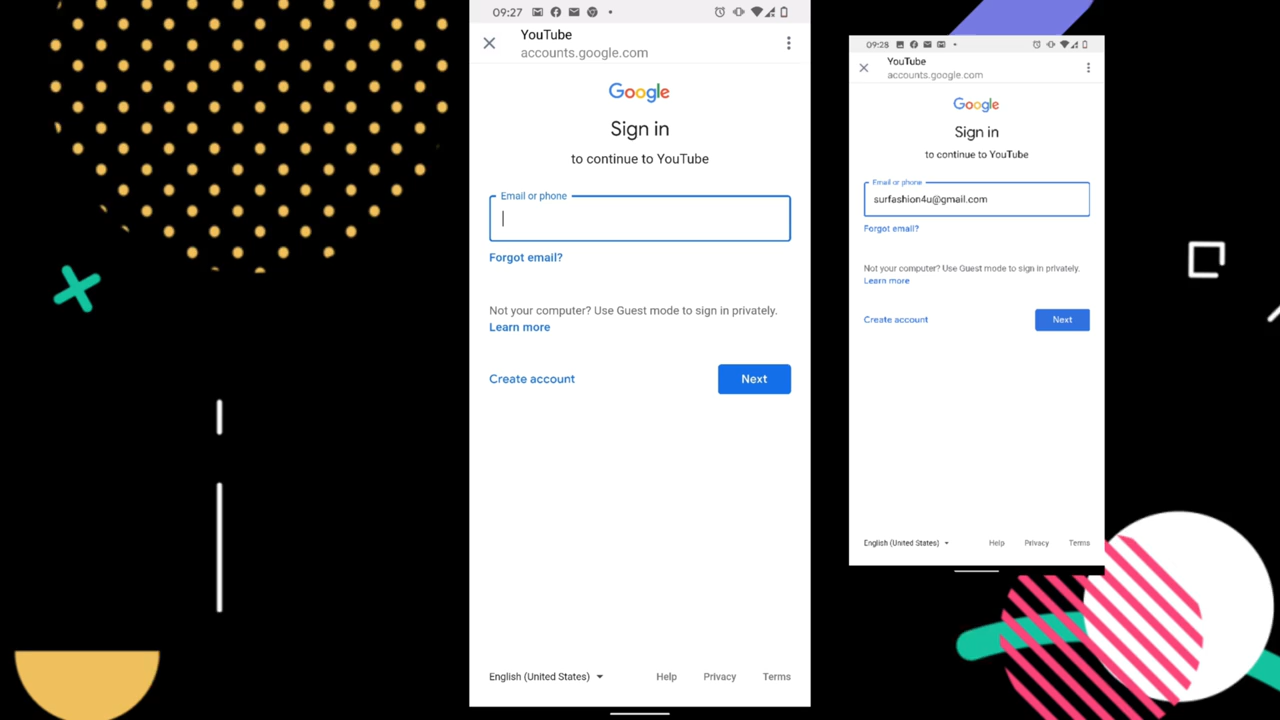 09:27
YouTube
accounts.google.com
Google
Sign in
to continue to YouTube
Email or phone
Forgot email?
Not your computer? Use Guest mode to sign in privately.
Learn more
Create account
Next
English (United States)
Help
Privacy
Terms
09:28
YouTube
accounts.google.com
Google
Sign in
to continue to YouTube
Email or phone
surfashion4u@gmail.com
Forgot email?
Not your computer? Use Guest mode to sign in privately.
Learn more
Create account
Next
English (United States)
Help
Privacy
Terms